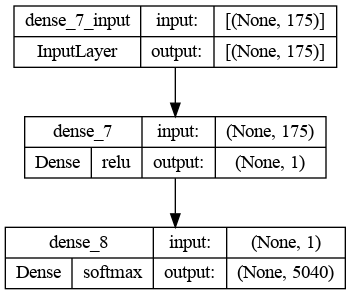 dense_7_input input: [(None, 175)]
InputLayer output: [(None, 175)]
dense_7 input: (None, 175)
Dense relu output: (None, 1)
dense_8 input: (None, 1)
Dense softmax output: (None, 5040)